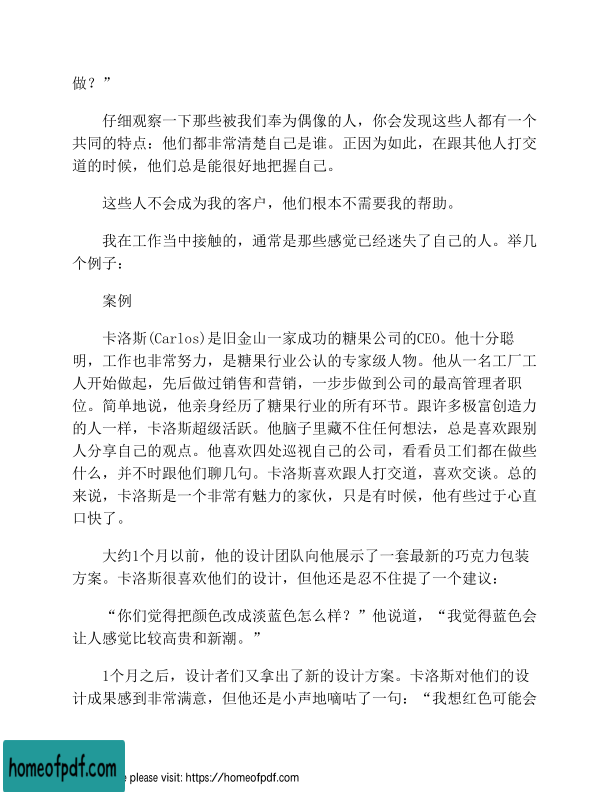 做？”
仔细观察一下那些被我们奉为偶像的人，你会发现这些人都有一个
共同的特点：他们都非常清楚自己是谁。正因为如此，在跟其他人打交
道的时候，他们总是能很好地把握自己。
这些人不会成为我的客户，他们根本不需要我的帮助。
我在工作当中接触的，通常是那些感觉已经迷失了自己的人。举几
个例子：
案例
卡洛斯(Carlos)是旧金山一家成功的糖果公司的CEO。他十分聪
明，工作也非常努力，是糖果行业公认的专家级人物。他从一名工厂工
人开始做起，先后做过销售和营销，一步步做到公司的最高管理者职
位。简单地说，他亲身经历了糖果行业的所有环节。跟许多极富创造力
的人一样，卡洛斯超级活跃。他脑子里藏不住任何想法，总是喜欢跟别
人分享自己的观点。他喜欢四处巡视自己的公司，看看员工们都在做些
什么，并不时跟他们聊几句。卡洛斯喜欢跟人打交道，喜欢交谈。总的
来说，卡洛斯是一个非常有魅力的家伙，只是有时候，他有些过于心直
口快了。
大约1个月以前，他的设计团队向他展示了一套最新的巧克力包装
方案。卡洛斯很喜欢他们的设计，但他还是忍不住提了一个建议：
“你们觉得把颜色改成淡蓝色怎么样？”他说道，“我觉得蓝色会
让人感觉比较高贵和新潮。”
1个月之后，设计者们又拿出了新的设计方案。卡洛斯对他们的设
计成果感到非常满意，但他还是小声地嘀咕了一句：“我想红色可能会
homeofpdf.com
e please visit: https://homeofpdf.com